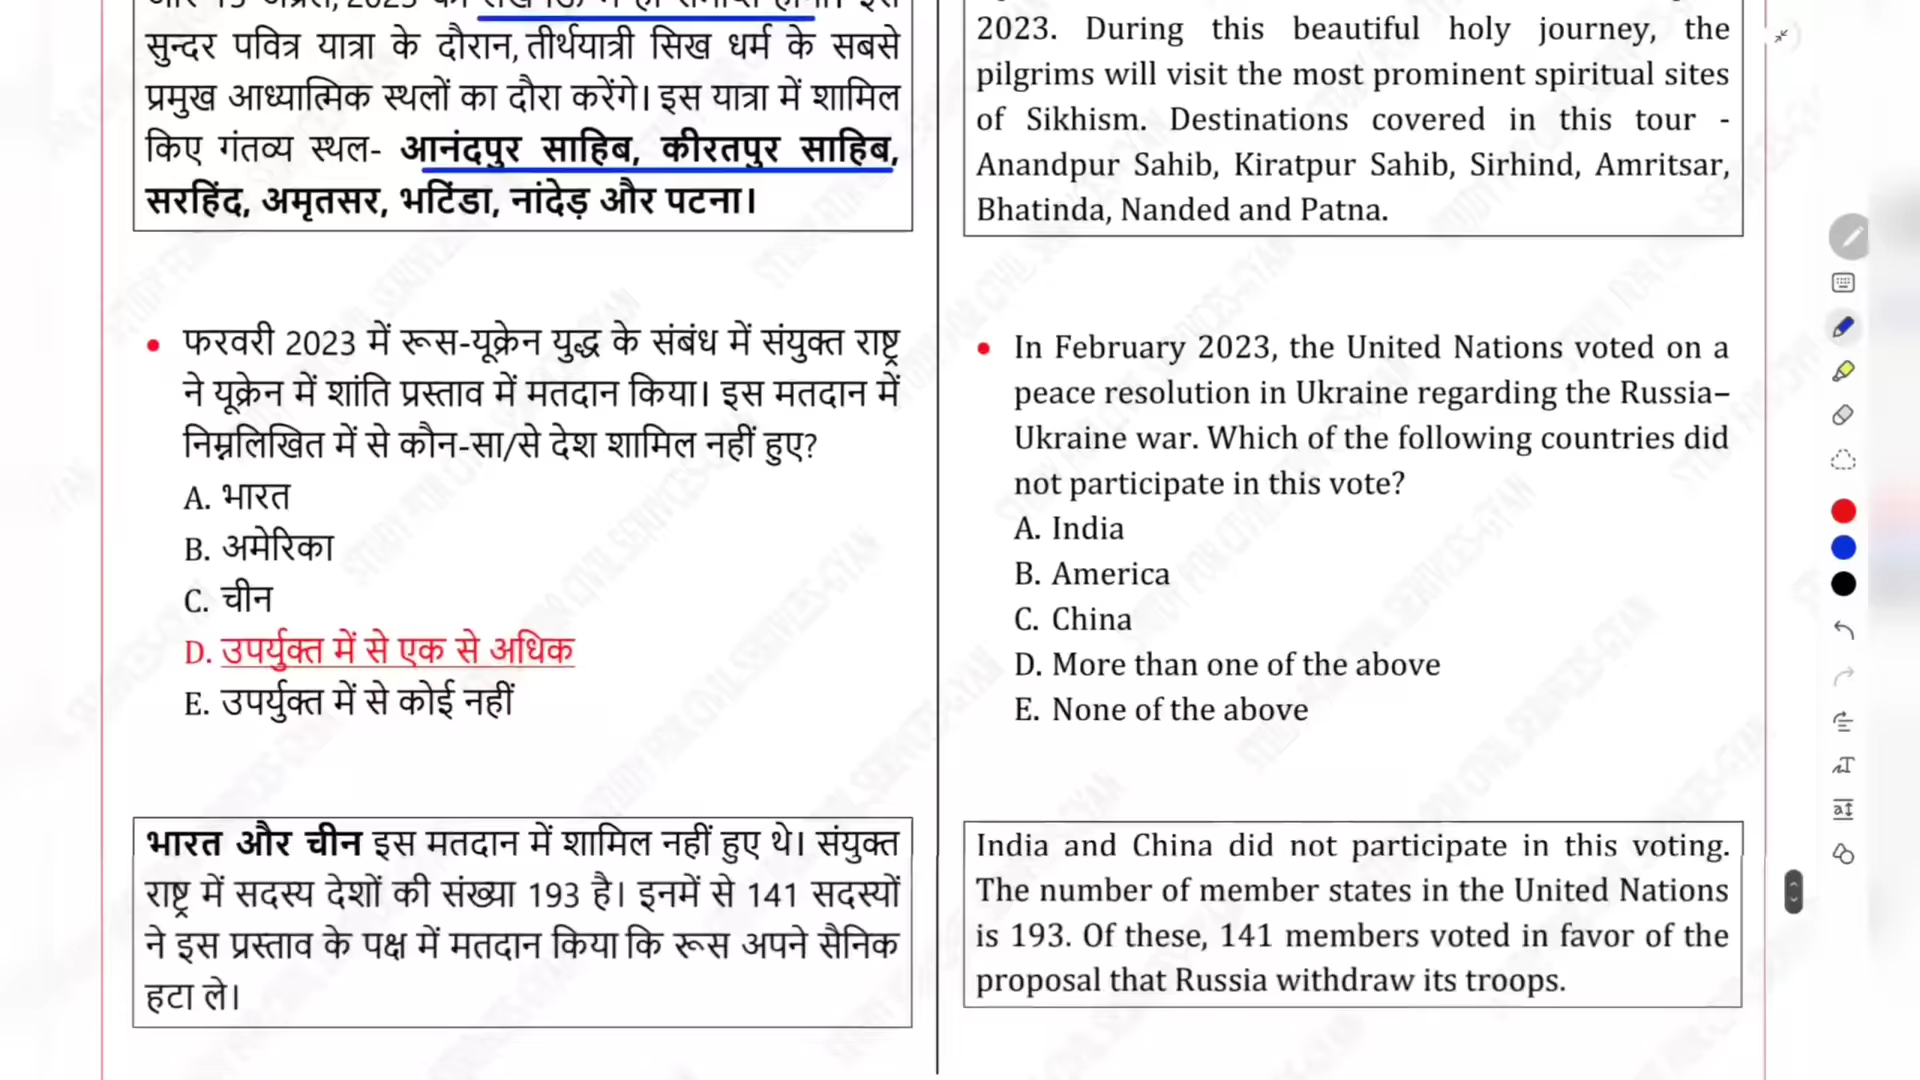 सुन्दर पवित्र यात्रा के दौरान, तीर्थयात्री सिख धर्म के सबसे
प्रमुख आध्यात्मिक स्थलों का दौरा करेंगे। इस यात्रा में शामिल
किए गंतव्य स्थल- आनंदपुर साहिब, कीरतपुर साहिब,
सरहिंद, अमृतसर, भटिंडा, नांदेड़ और पटना।
• फरवरी 2023 में रूस-यूक्रेन युद्ध के संबंध में संयुक्त राष्ट्र
ने यूक्रेन में शांति प्रस्ताव में मतदान किया। इस मतदान में
निम्नलिखित में से कौन-सा/से देश शामिल नहीं हुए?
A. भारत
B. अमेरिका
C. चीन
D. उपर्युक्त में से एक से अधिक
E. उपर्युक्त में से कोई नहीं
भारत और चीन इस मतदान में शामिल नहीं हुए थे। संयुक्त
राष्ट्र में सदस्य देशों की संख्या 193 है। इनमें से 141 सदस्यों
ने इस प्रस्ताव के पक्ष में मतदान किया कि रूस अपने सैनिक
हटा ले।
2023. During this beautiful holy journey, the
pilgrims will visit the most prominent spiritual sites
of Sikhism. Destinations covered in this tour -
Anandpur Sahib, Kiratpur Sahib, Sirhind, Amritsar,
Bhatinda, Nanded and Patna.
• In February 2023, the United Nations voted on a
peace resolution in Ukraine regarding the Russia–
Ukraine war. Which of the following countries did
not participate in this vote?
A. India
B. America
C. China
D. More than one of the above
E. None of the above
India and China did not participate in this voting.
The number of member states in the United Nations
is 193. Of these, 141 members voted in favor of the
proposal that Russia withdraw its troops.